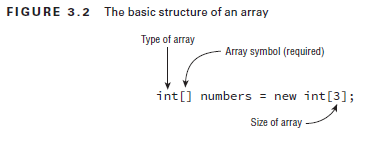 FIGURE 3.2 The basic structure of an array
Type of array
Array symbol (required)
int[] numbers = new int[3];
Size of array